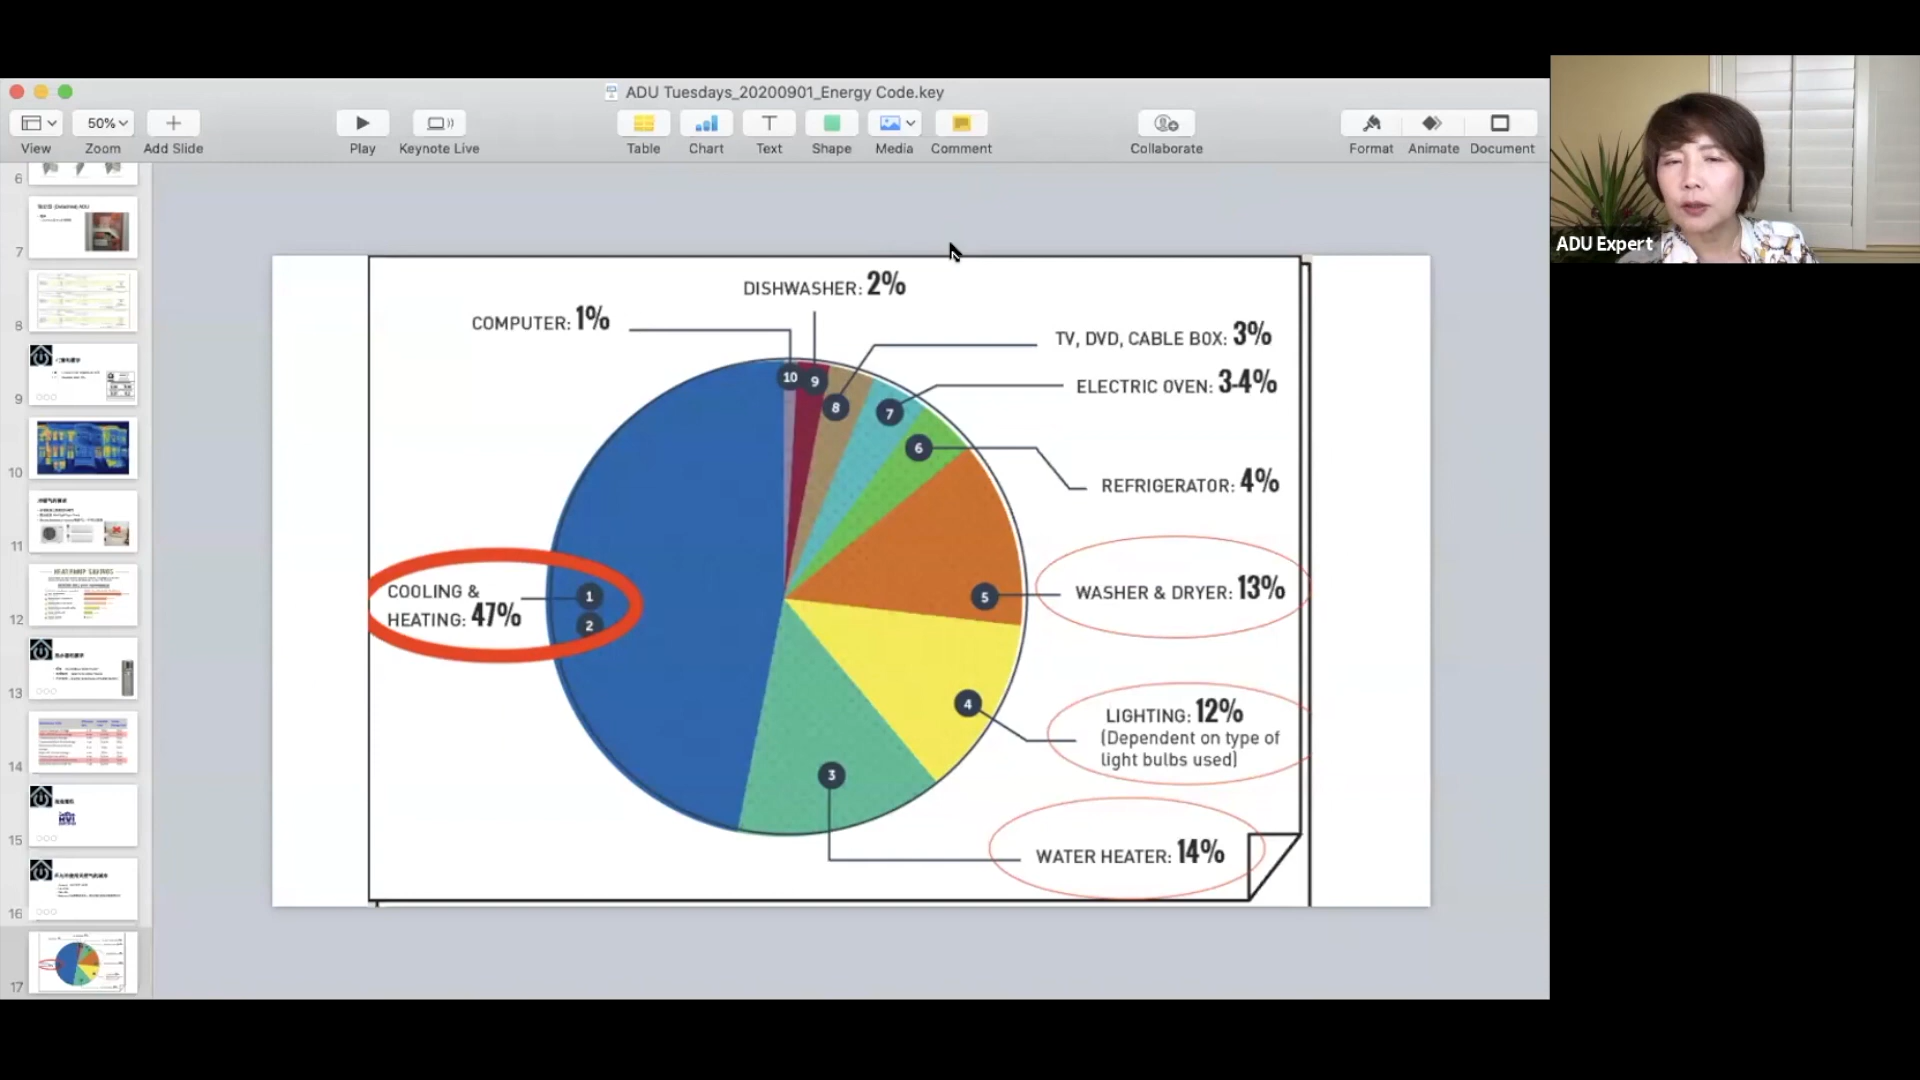 ADU Tuesdays_20200901_Energy Code.key
50%
View
Zoom
Add Slide
Play
Keynote Live
Table
Chart
Text
Shape
Media
Comment
Collaborate
Format
Animate
Document
ADU Expert
6
7
8
9
10
11
12
13
14
15
16
17
DISHWASHER: 2%
COMPUTER: 1%
TV, DVD, CABLE BOX: 3%
ELECTRIC OVEN: 3-4%
REFRIGERATOR: 4%
WASHER & DRYER: 13%
LIGHTING: 12%
(Dependent on type of
light bulbs used)
WATER HEATER: 14%
COOLING &
HEATING: 47%
10
9
8
7
6
5
4
3
1
2